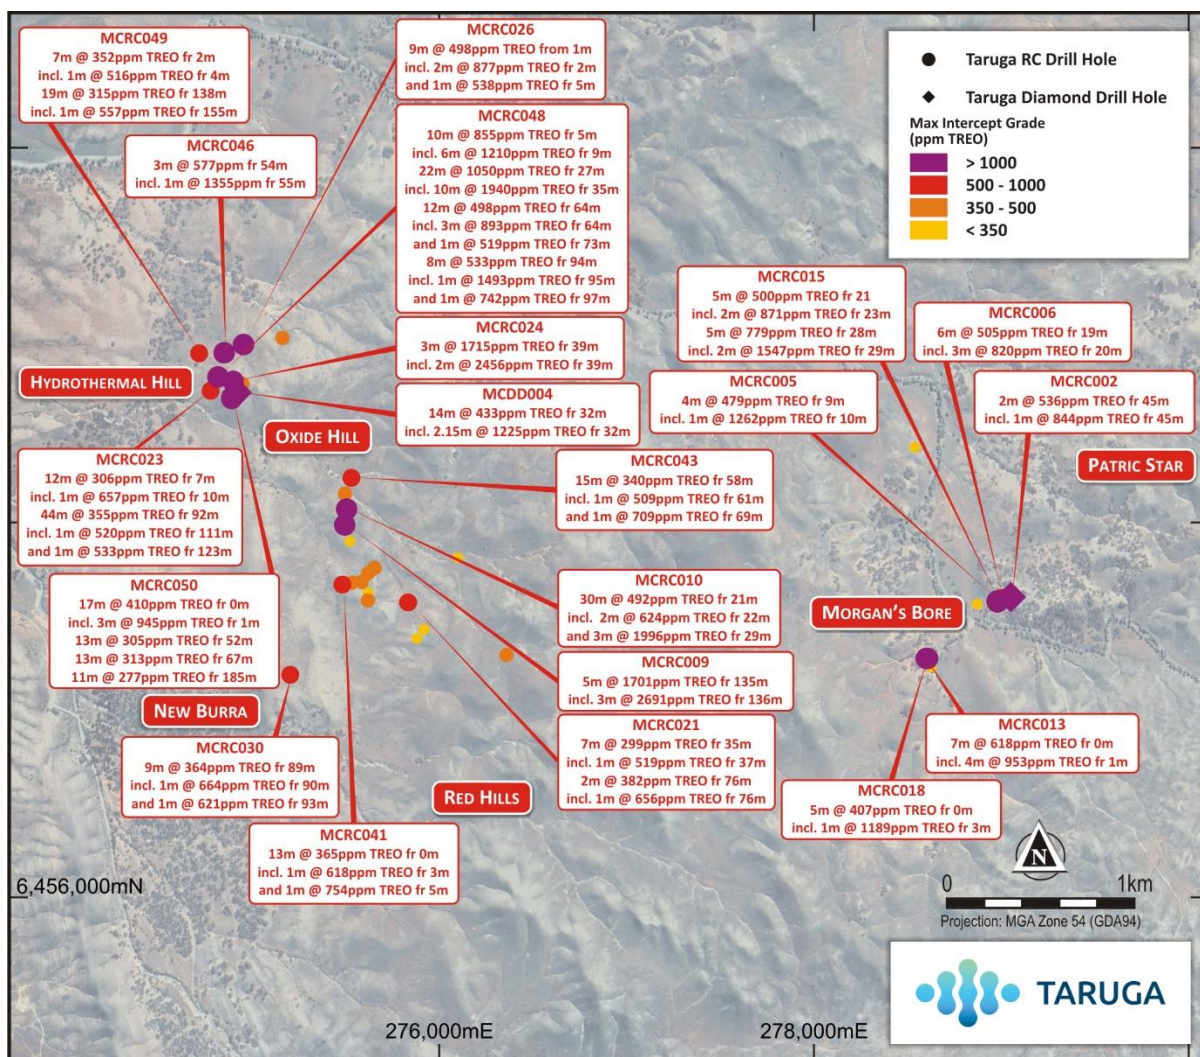 MCRC049
7m @ 352ppm TREO fr 2m
incl. 1m @ 516ppm TREO fr 4m
19m @ 315ppm TREO fr 138m
incl. 1m @ 557ppm TREO fr 155m
MCRC026
9m @ 498ppm TREO from 1m
incl. 2m @ 877ppm TREO fr 2m
and 1m @ 538ppm TREO fr 5m
Taruga RC Drill Hole
Taruga Diamond Drill Hole
Max Intercept Grade
(ppm TREO)
> 1000
500 - 1000
350 - 500
< 350
MCRC046
3m @ 577ppm fr 54m
incl. 1m @ 1355ppm fr 55m
MCRC048
10m @ 855ppm TREO fr 5m
incl. 6m @ 1210ppm TREO fr 9m
22m @ 1050ppm TREO fr 27m
incl. 10m @ 1940ppm TREO fr 35m
12m @ 498ppm TREO fr 64m
incl. 3m @ 893ppm TREO fr 64m
and 1m @ 519ppm TREO fr 73m
8m @ 533ppm TREO fr 94m
incl. 1m @ 1493ppm TREO fr 95m
and 1m @ 742ppm TREO fr 97m
MCRC015
5m @ 500ppm TREO fr 21
incl. 2m @ 871ppm TREO fr 23m
5m @ 779ppm TREO fr 28m
incl. 2m @ 1547ppm TREO fr 29m
MCRC006
6m @ 505ppm TREO fr 19m
incl. 3m @ 820ppm TREO fr 20m
MCRC024
3m @ 1715ppm TREO fr 39m
incl. 2m @ 2456ppm TREO fr 39m
MCRC005
4m @ 479ppm TREO fr 9m
incl. 1m @ 1262ppm TREO fr 10m
MCRC002
2m @ 536ppm TREO fr 45m
incl. 1m @ 844ppm TREO fr 45m
HYDROTHERMAL HILL
MCDD004
14m @ 433ppm TREO fr 32m
incl. 2.15m @ 1225ppm TREO fr 32m
OXIDE HILL
PATRIC STAR
MCRC023
12m @ 306ppm TREO fr 7m
incl. 1m @ 657ppm TREO fr 10m
44m @ 355ppm TREO fr 92m
incl. 1m @ 520ppm TREO fr 111m
and 1m @ 533ppm TREO fr 123m
MCRC043
15m @ 340ppm TREO fr 58m
incl. 1m @ 509ppm TREO fr 61m
and 1m @ 709ppm TREO fr 69m
MCRC050
17m @ 410ppm TREO fr 0m
incl. 3m @ 945ppm TREO fr 1m
13m @ 305ppm TREO fr 52m
13m @ 313ppm TREO fr 67m
11m @ 277ppm TREO fr 185m
MCRC010
30m @ 492ppm TREO fr 21m
incl. 2m @ 624ppm TREO fr 22m
and 3m @ 1996ppm TREO fr 29m
MORGAN'S BORE
MCRC009
5m @ 1701ppm TREO fr 135m
incl. 3m @ 2691ppm TREO fr 136m
NEW BURRA
MCRC021
7m @ 299ppm TREO fr 35m
incl. 1m @ 519ppm TREO fr 37m
2m @ 382ppm TREO fr 76m
incl. 1m @ 656ppm TREO fr 76m
MCRC013
7m @ 618ppm TREO fr 0m
incl. 4m @ 953ppm TREO fr 1m
MCRC030
9m @ 364ppm TREO fr 89m
incl. 1m @ 664ppm TREO fr 90m
and 1m @ 621ppm TREO fr 93m
RED HILLS
MCRC018
5m @ 407ppm TREO fr 0m
incl. 1m @ 1189ppm TREO fr 3m
MCRC041
13m @ 365ppm TREO fr 0m
incl. 1m @ 618ppm TREO fr 3m
and 1m @ 754ppm TREO fr 5m
N
6,456,000mN
0 1km
Projection: MGA Zone 54 (GDA94)
TARUGA
276,000mE
278,000mE